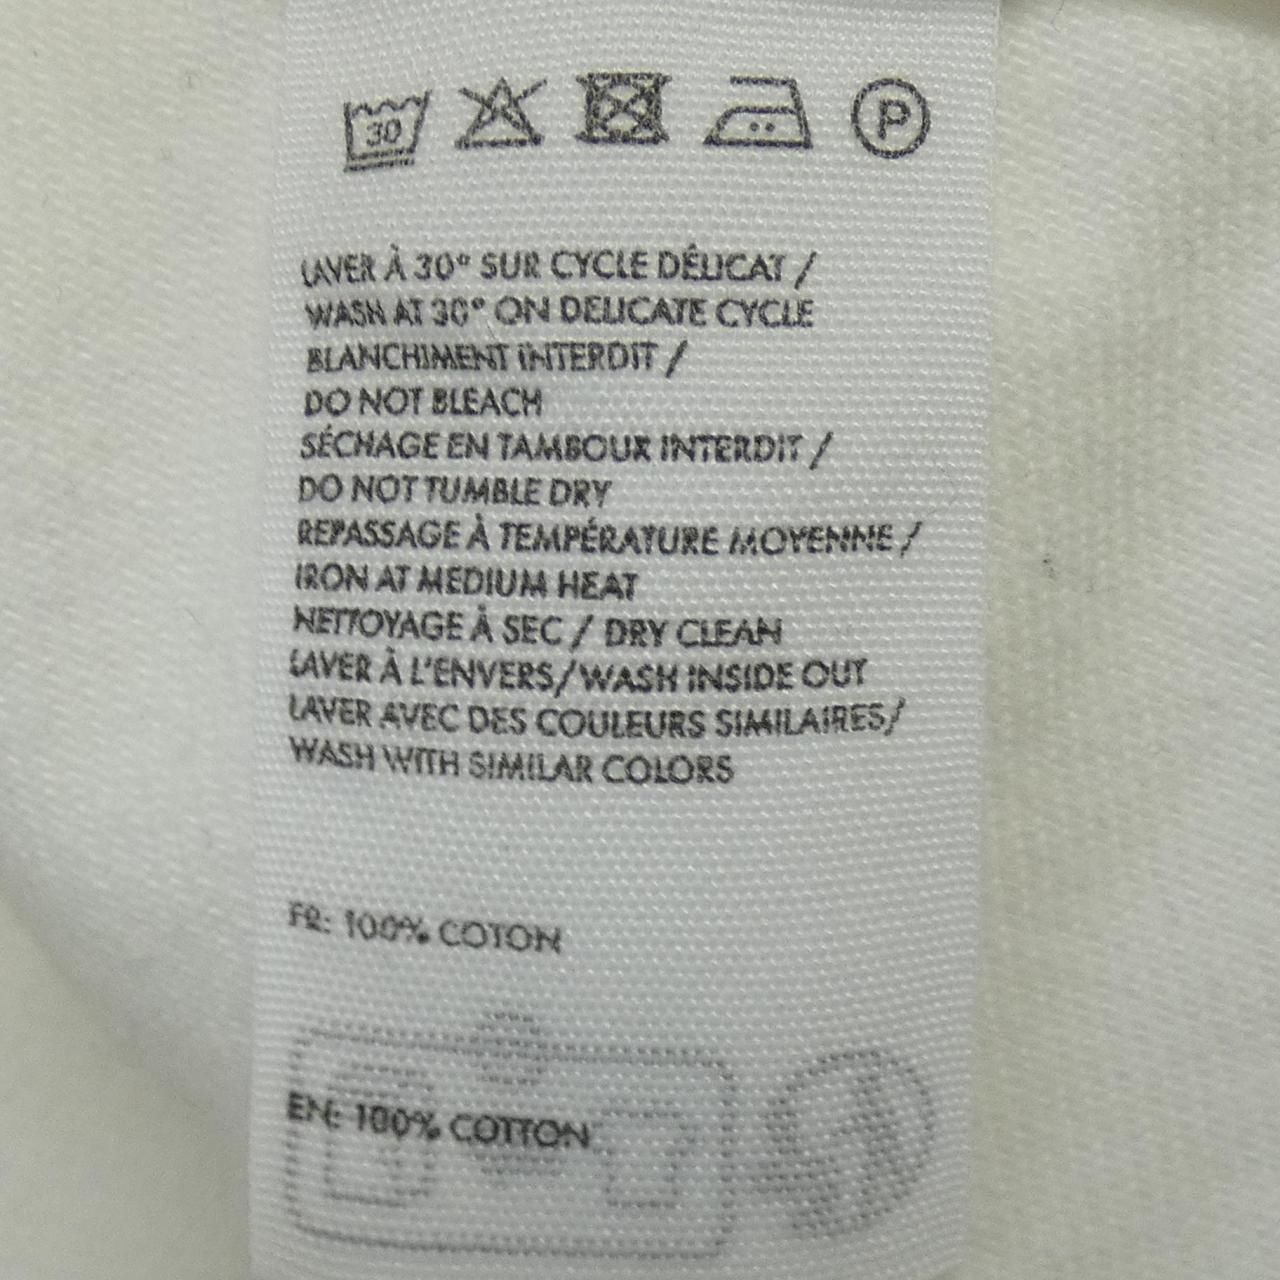 30
P
LAVER À 30° SUR CYCLE DÉLICAT /
WASH AT 30° ON DELICATE CYCLE
BLANCHIMENT INTERDIT /
DO NOT BLEACH
SÉCHAGE EN TAMBOUR INTERDIT /
DO NOT TUMBLE DRY
REPASSAGE À TEMPÉRATURE MOYENNE /
IRON AT MEDIUM HEAT
NETTOYAGE À SEC / DRY CLEAN
LAVER À L'ENVERS/WASH INSIDE OUT
LAVER AVEC DES COULEURS SIMILAIRES/
WASH WITH SIMILAR COLORS
FR: 100% COTON
EN: 100% COTTON